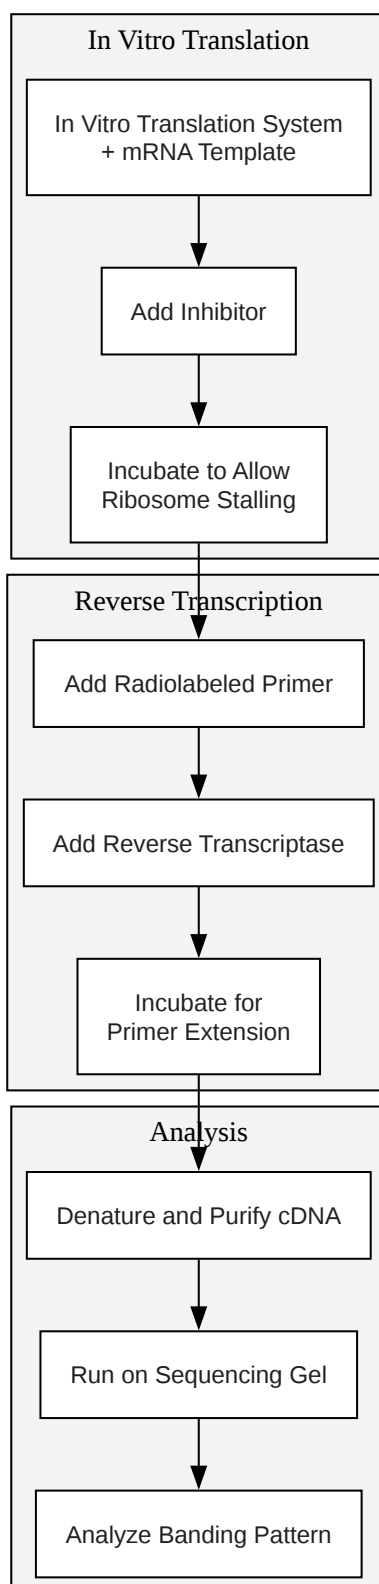 In Vitro Translation
In Vitro Translation System
+ mRNA Template
Add Inhibitor
Incubate to Allow
Ribosome Stalling
Reverse Transcription
Add Radiolabeled Primer
Add Reverse Transcriptase
Incubate for
Primer Extension
Analysis
Denature and Purify cDNA
Run on Sequencing Gel
Analyze Banding Pattern